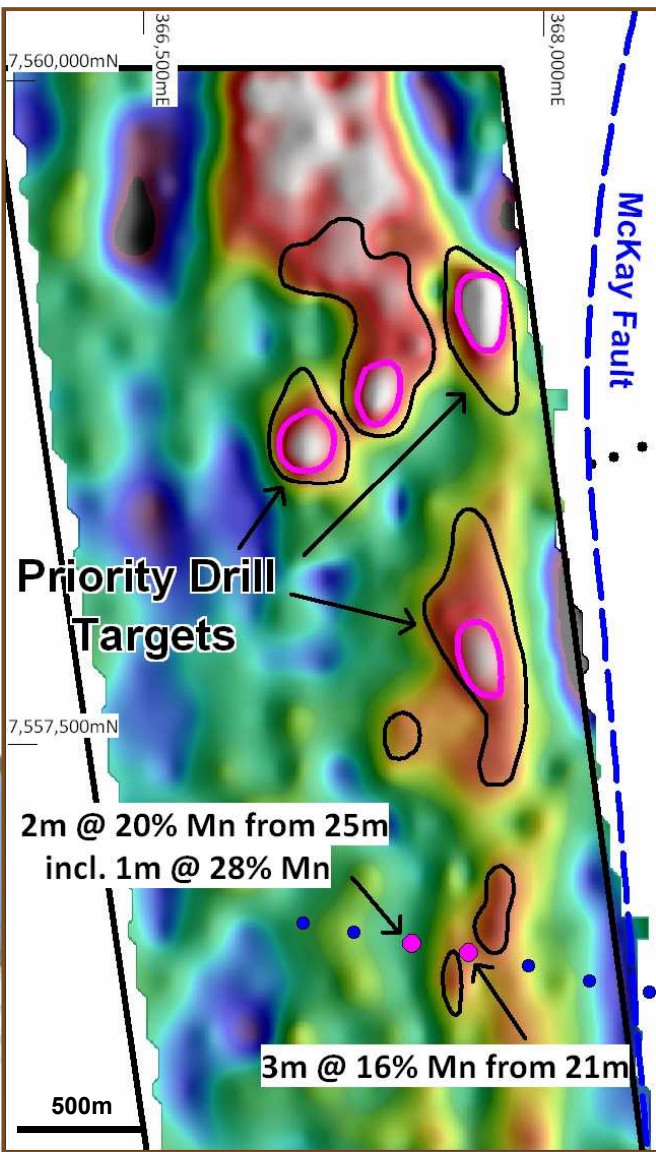 366,500mE
368,000mE
7,560,000mN
McKay Fault
Priority Drill
Targets
7,557,500mN
2m @ 20% Mn from 25m
incl. 1m @ 28% Mn
3m @ 16% Mn from 21m
500m